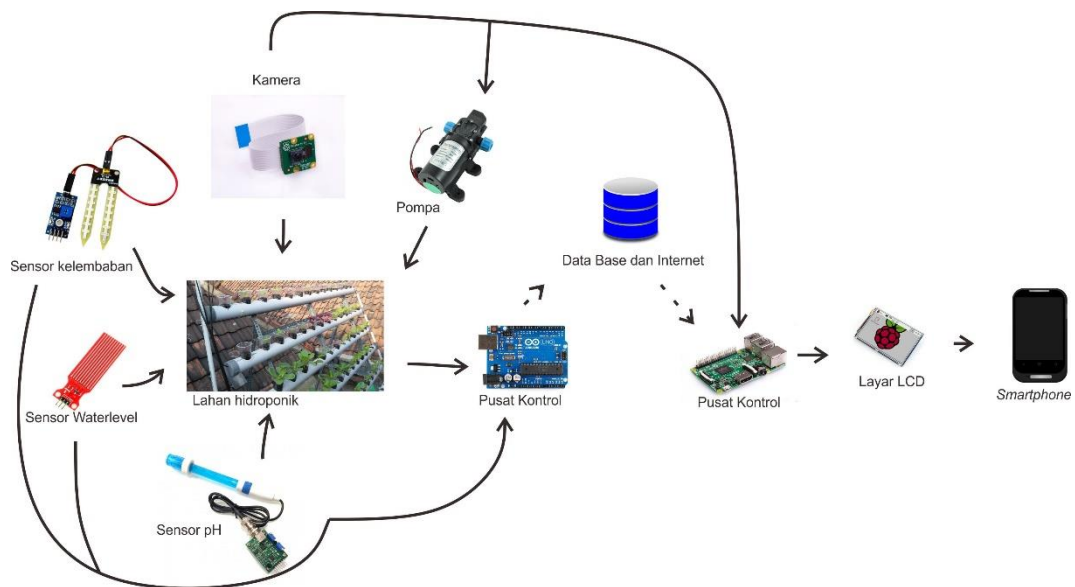 Kamera
Pompa
Data Base dan Internet
Sensor kelembaban
Lahan hidroponik
Pusat Kontrol
Pusat Kontrol
Layar LCD
Smartphone
Sensor Waterlevel
Sensor pH